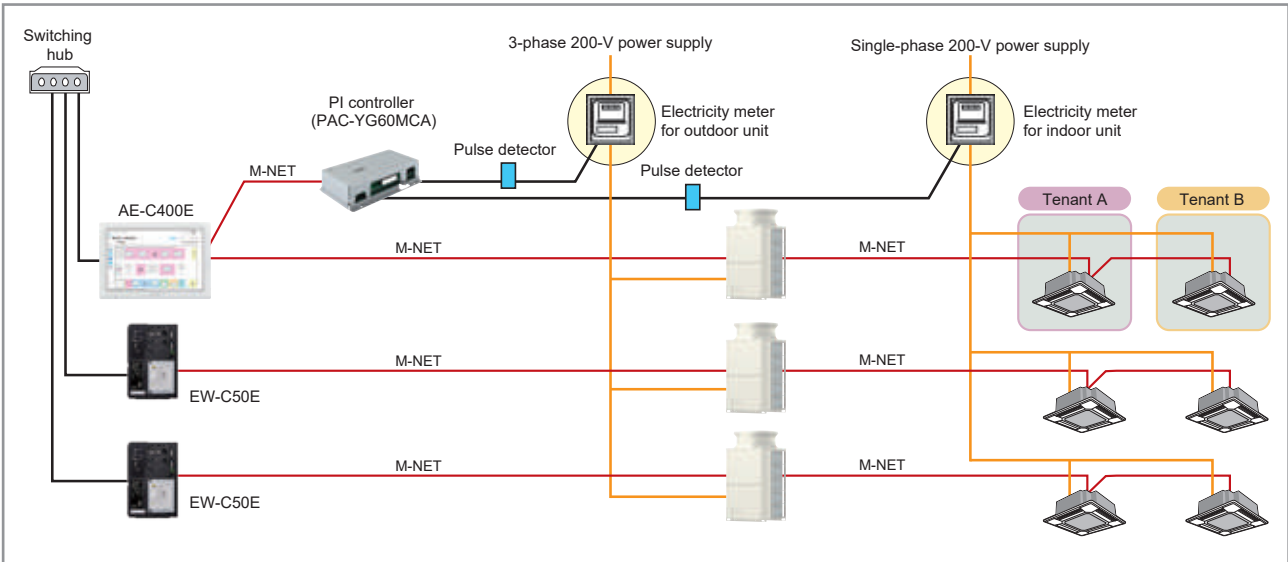 Switching
hub
3-phase 200-V power supply
Single-phase 200-V power supply
PI controller
(PAC-YG60MCA)
Electricity meter
for outdoor unit
Electricity meter
for indoor unit
Pulse detector
Pulse detector
M-NET
Tenant A
Tenant B
AE-C400E
M-NET
M-NET
M-NET
M-NET
EW-C50E
M-NET
M-NET
EW-C50E